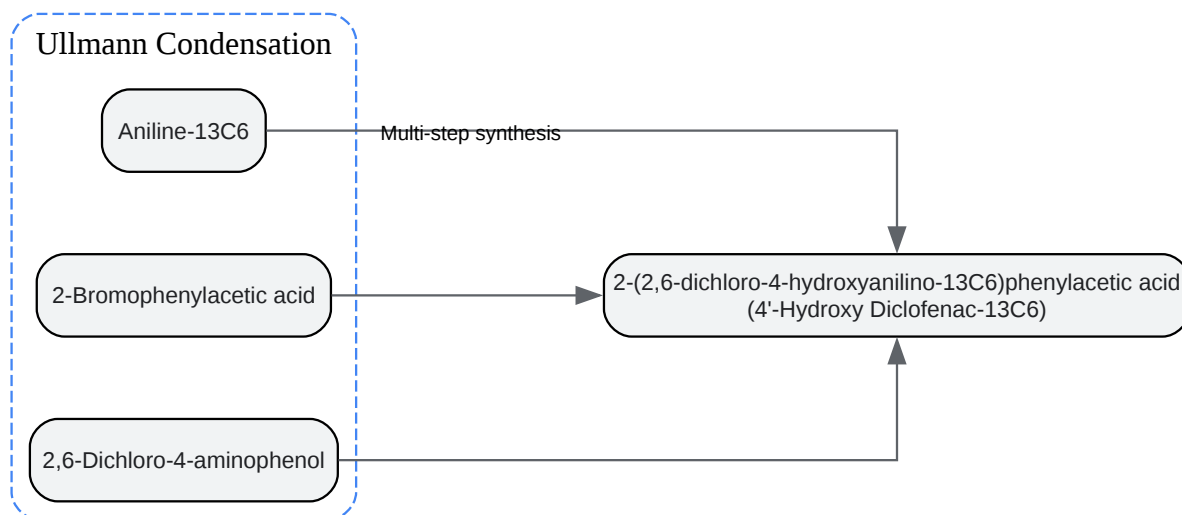 Ullmann Condensation
Aniline-13C6
Multi-step synthesis
2-Bromophenylacetic acid
2-(2,6-dichloro-4-hydroxyanilino-13C6)phenylacetic acid
(4'-Hydroxy Diclofenac-13C6)
2,6-Dichloro-4-aminophenol